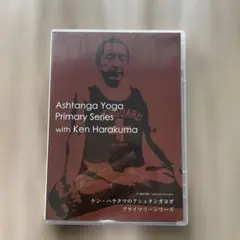 Ashtanga Yoga
Primary Series
with Ken Harakuma
ケン・ハラクマのアシュタンガヨガ
プライマリーシリーズ